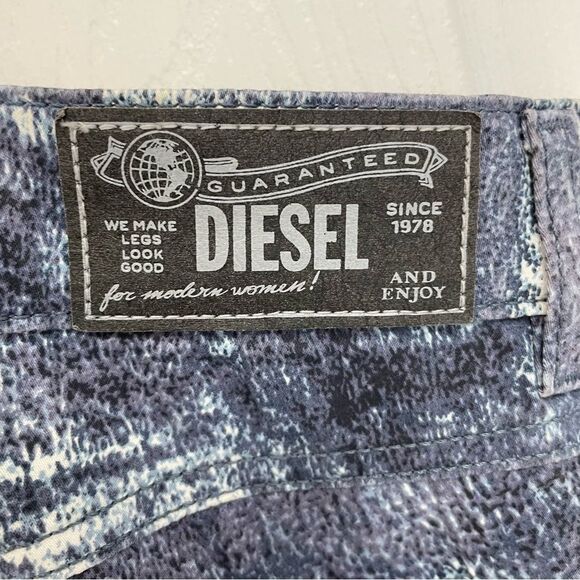 GUARANTEED
WE MAKE
LEGS
LOOK
GOOD
DIESEL
SINCE
1978
for modern women!
AND
ENJOY